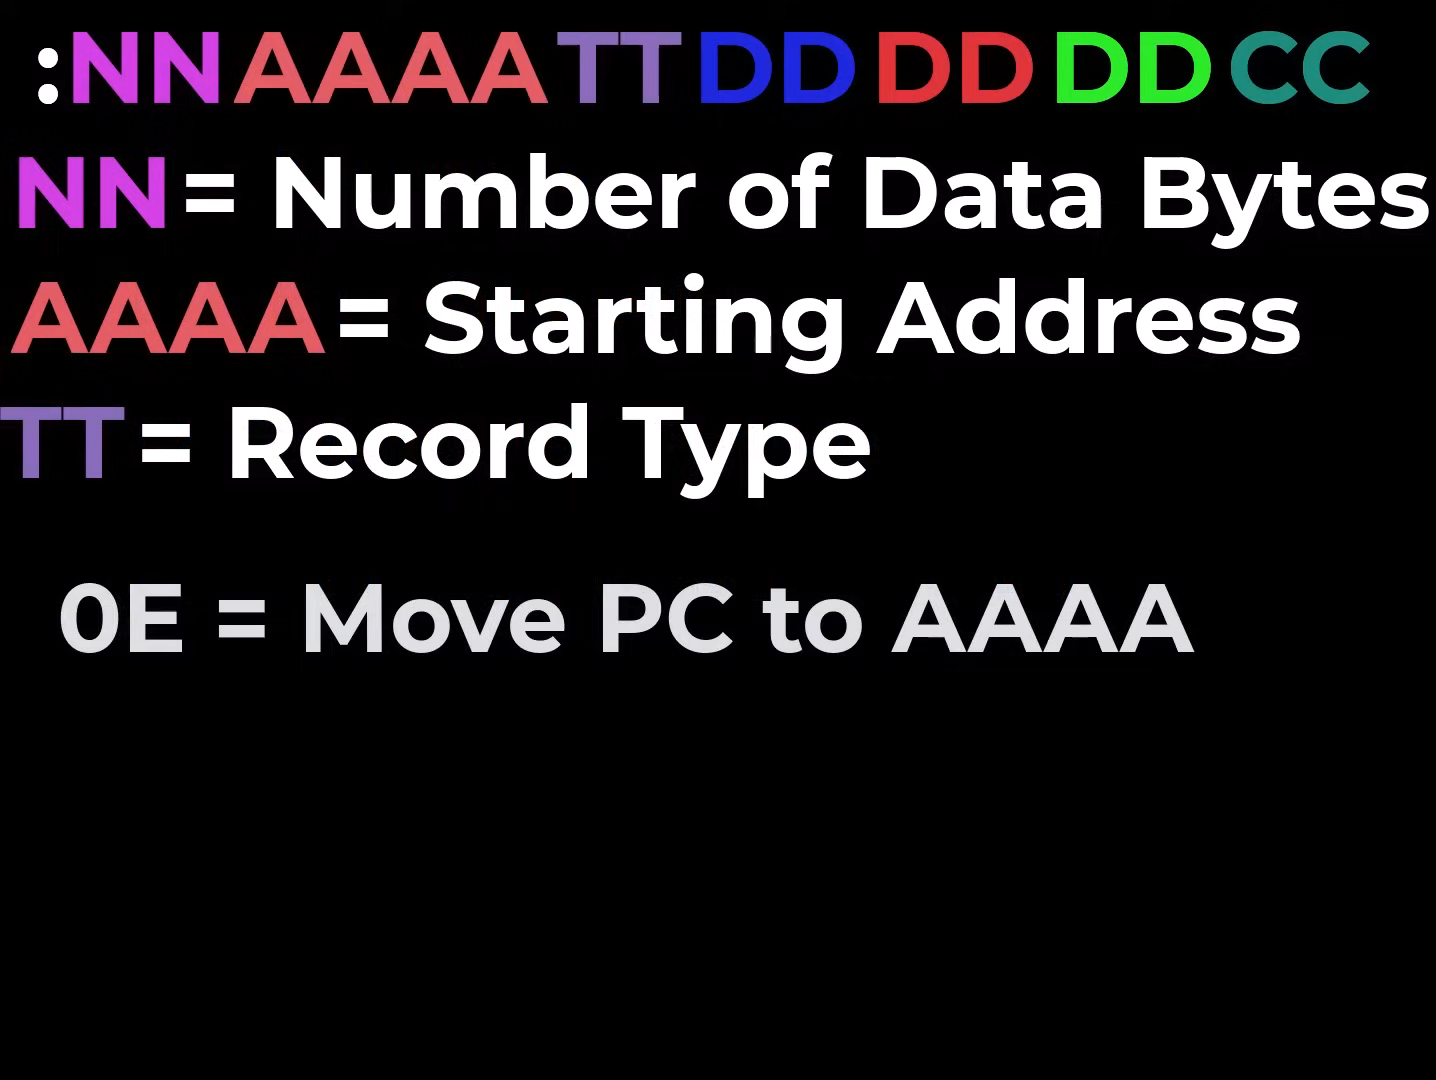 :NNAAAATTDDDDDDCC
NN= Number of Data Bytes
AAAA= Starting Address
TT= Record Type
0E = Move PC to AAAA